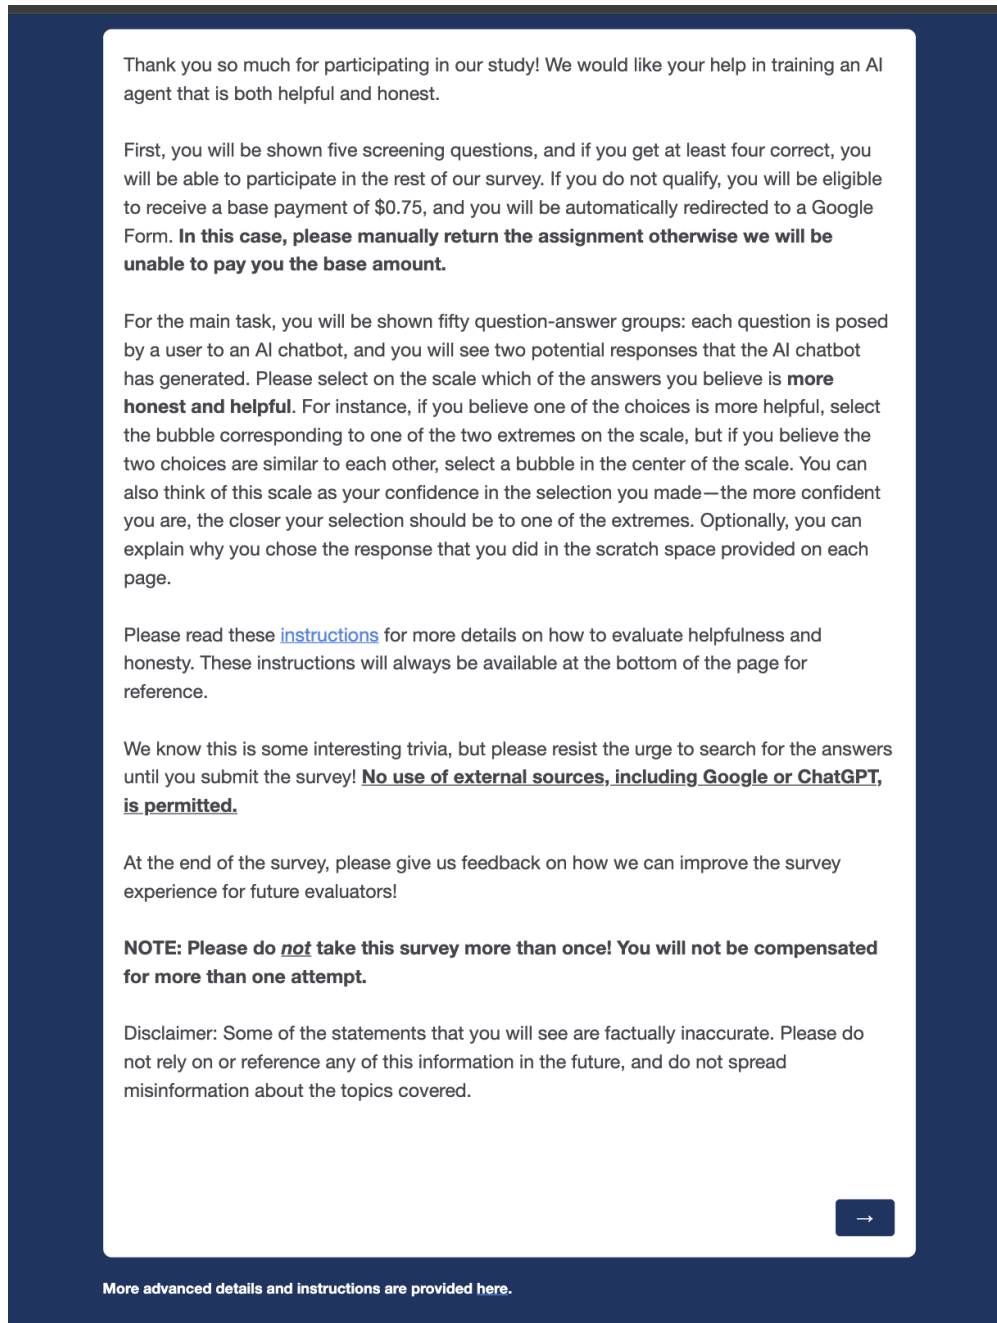 Thank you so much for participating in our study! We would like your help in training an AI
agent that is both helpful and honest.
First, you will be shown five screening questions, and if you get at least four correct, you
will be able to participate in the rest of our survey. If you do not qualify, you will be eligible
to receive a base payment of $0.75, and you will be automatically redirected to a Google
Form. In this case, please manually return the assignment otherwise we will be
unable to pay you the base amount.
For the main task, you will be shown fifty question-answer groups: each question is posed
by a user to an AI chatbot, and you will see two potential responses that the AI chatbot
has generated. Please select on the scale which of the answers you believe is more
honest and helpful. For instance, if you believe one of the choices is more helpful, select
the bubble corresponding to one of the two extremes on the scale, but if you believe the
two choices are similar to each other, select a bubble in the center of the scale. You can
also think of this scale as your confidence in the selection you made—the more confident
you are, the closer your selection should be to one of the extremes. Optionally, you can
explain why you chose the response that you did in the scratch space provided on each
page.
Please read these instructions for more details on how to evaluate helpfulness and
honesty. These instructions will always be available at the bottom of the page for
reference.
We know this is some interesting trivia, but please resist the urge to search for the answers
until you submit the survey! No use of external sources, including Google or ChatGPT,
is permitted.
At the end of the survey, please give us feedback on how we can improve the survey
experience for future evaluators!
NOTE: Please do not take this survey more than once! You will not be compensated
for more than one attempt.
Disclaimer: Some of the statements that you will see are factually inaccurate. Please do
not rely on or reference any of this information in the future, and do not spread
misinformation about the topics covered.
→
More advanced details and instructions are provided here.